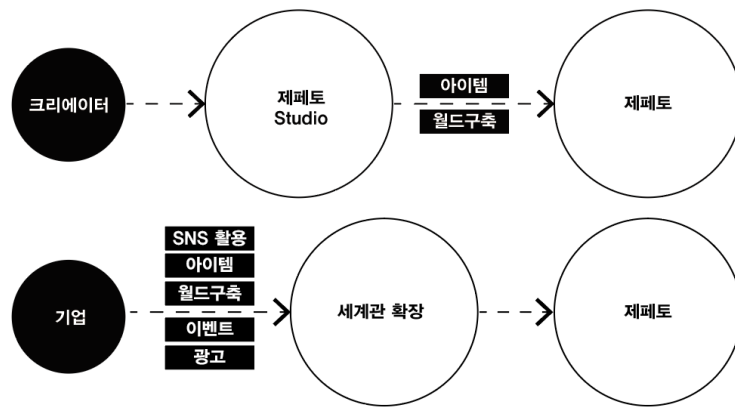 크리에이터
제페토
Studio
아이템
월드구축
제페토
기업
SNS 활용
아이템
월드구축
이벤트
광고
세계관 확장
제페토